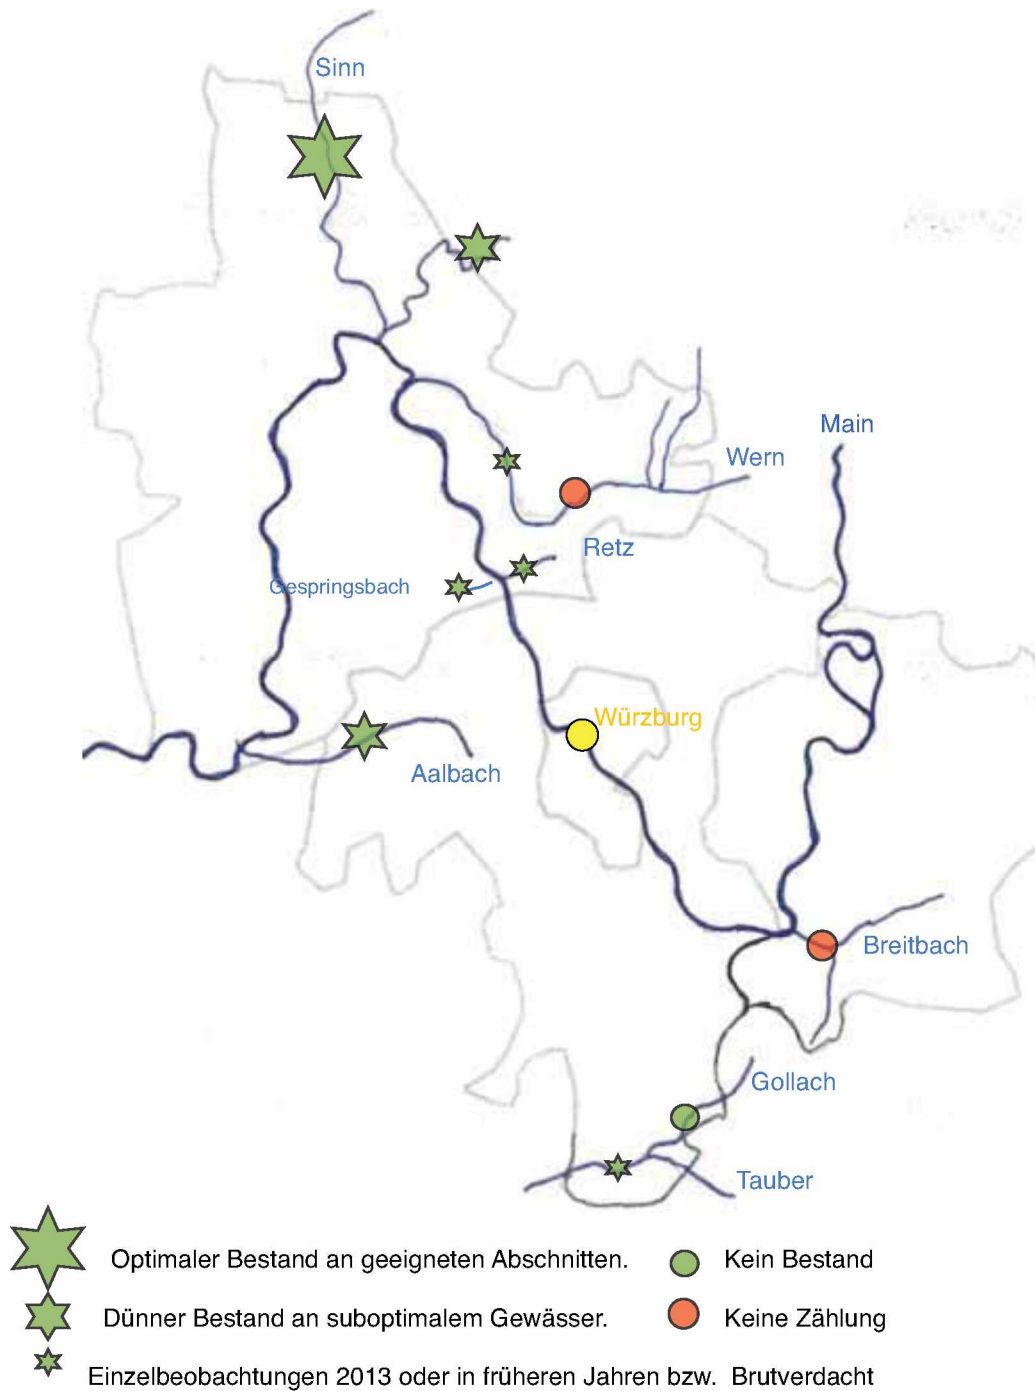 Sinn
Main
Wern
Retz
Gespringsbach
Würzburg
Aalbach
Breitbach
Gollach
Tauber
Optimaler Bestand an geeigneten Abschnitten.
Kein Bestand
Dünner Bestand an suboptimalem Gewässer.
Keine Zählung
Einzelbeobachtungen 2013 oder in früheren Jahren bzw. Brutverdacht